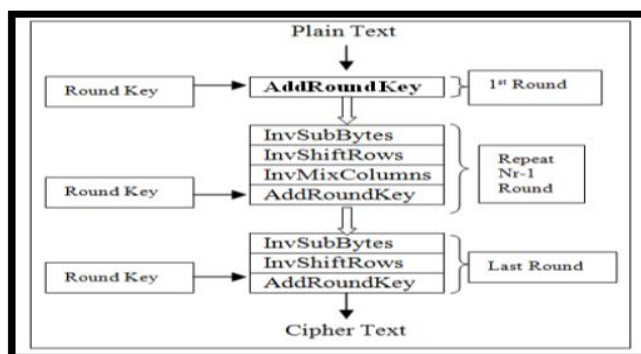 Plain Text
Round Key
AddRoundKey
1st Round
InvSubBytes
InvShiftRows
InvMixColumns
Round Key
AddRoundKey
Repeat
Nr-1
Round
InvSubBytes
InvShiftRows
Round Key
AddRoundKey
Last Round
Cipher Text